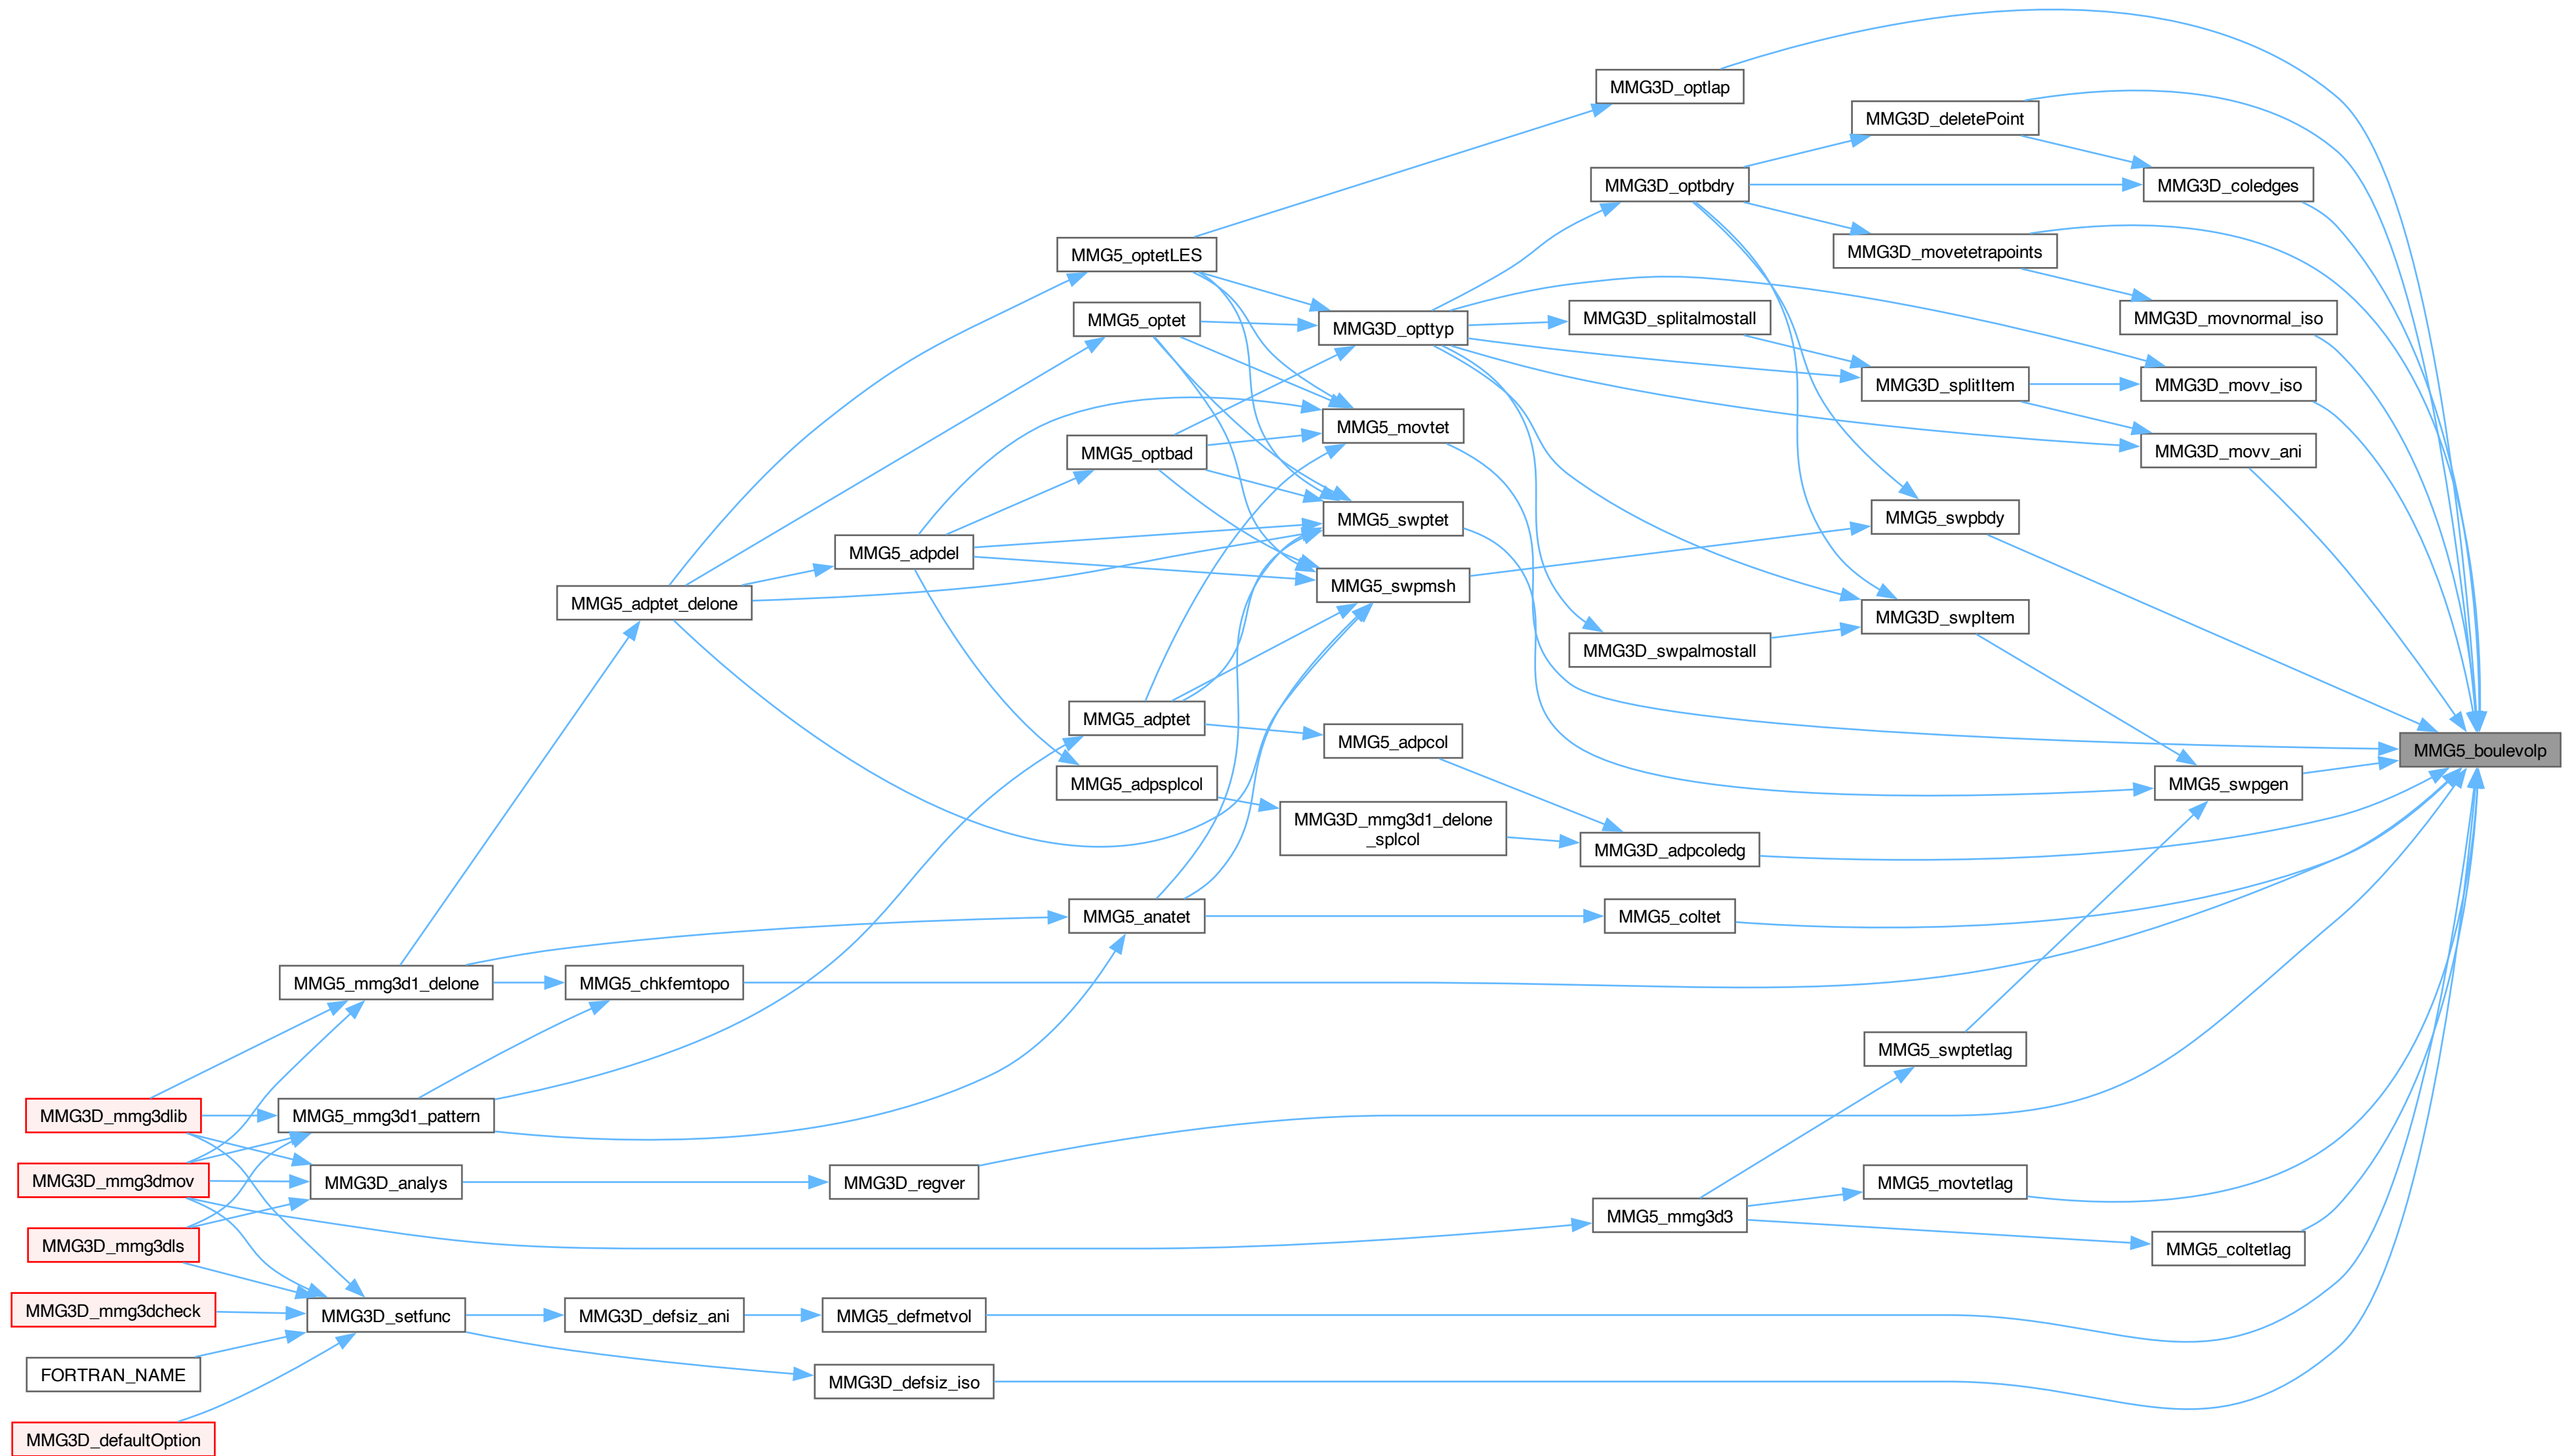 MMG3D_optlap
MMG3D_deletePoint
MMG3D_optbdry
MMG3D_coledges
MMG5_optetLES
MMG3D_movetetrapoints
MMG5_optet
MMG3D_opttyp
MMG3D_splitalmostall
MMG3D_movnormal_iso
MMG3D_splitItem
MMG3D_movv_iso
MMG5_movtet
MMG5_optbad
MMG3D_movv_ani
MMG5_swptet
MMG5_swpbdy
MMG5_adpdel
MMG5_adptet_delone
MMG5_swpmsh
MMG3D_swpItem
MMG3D_swpalmostall
MMG5_adptet
MMG5_adpcol
MMG5_boulevolp
MMG5_adpsplcol
MMG5_swpgen
MMG3D_mmg3d1_delone
_splcol
MMG3D_adpcoledg
MMG5_anatet
MMG5_coltet
MMG5_mmg3d1_delone
MMG5_chkfemtopo
MMG5_swptetlag
MMG3D_mmg3dlib
MMG5_mmg3d1_pattern
MMG3D_mmg3dmov
MMG3D_analys
MMG3D_regver
MMG5_movtetlag
MMG5_mmg3d3
MMG3D_mmg3dls
MMG5_coltetlag
MMG3D_mmg3dcheck
MMG3D_setfunc
MMG3D_defsiz_ani
MMG5_defmetvol
FORTRAN_NAME
MMG3D_defsiz_iso
MMG3D_defaultOption